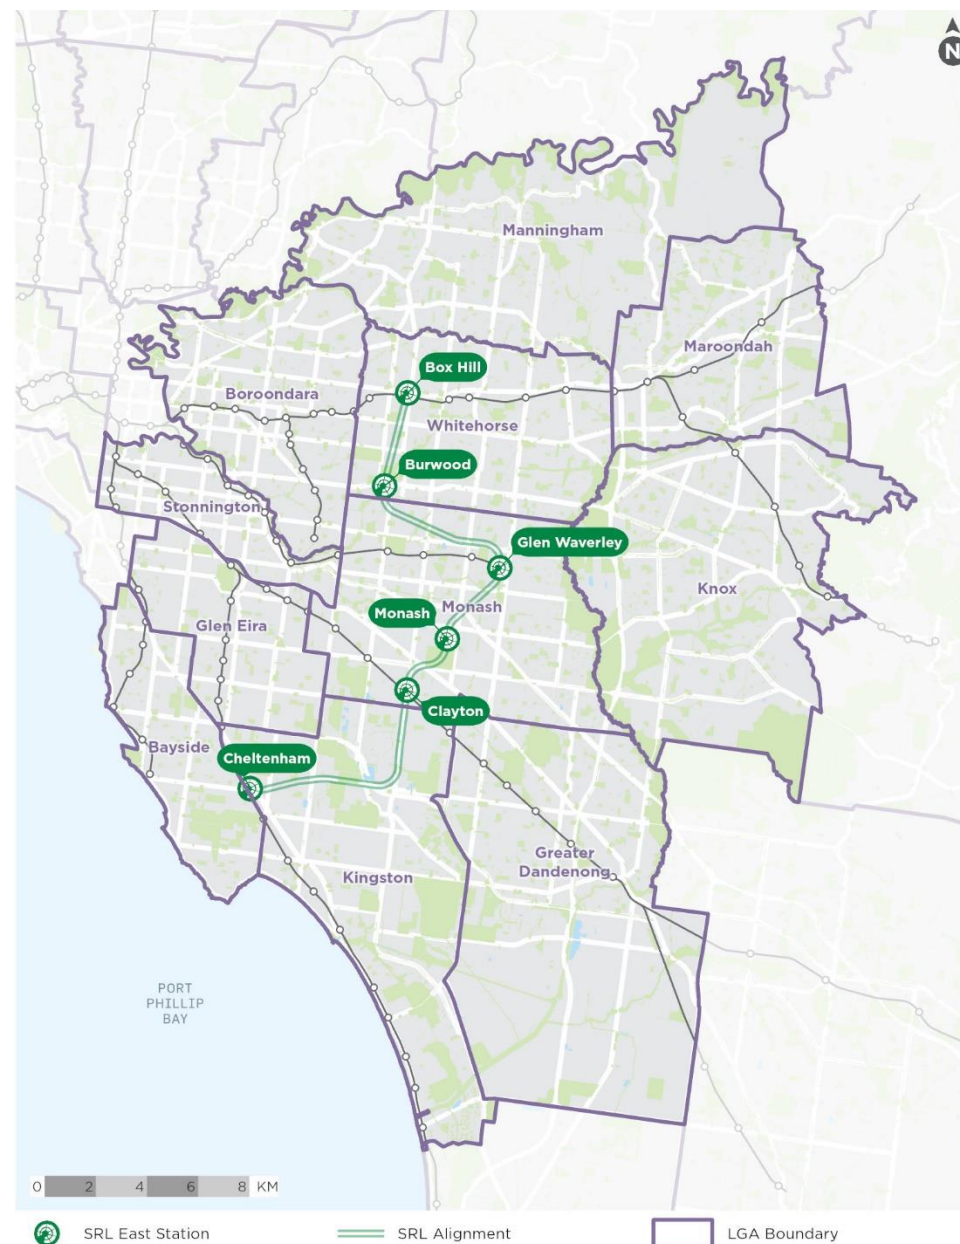 N
Manningham
Maroondah
Box Hill
Boroondara
Whitehorse
Burwood
Stonnington
Glen Waverley
Knox
Monash
Monash
Glen Eira
Clayton
Bayside
Cheltenham
Greater
Dandenong
Kingston
PORT
PHILLIP
BAY
0 2 4 6 8 KM
SRL East Station SRL Alignment LGA Boundary